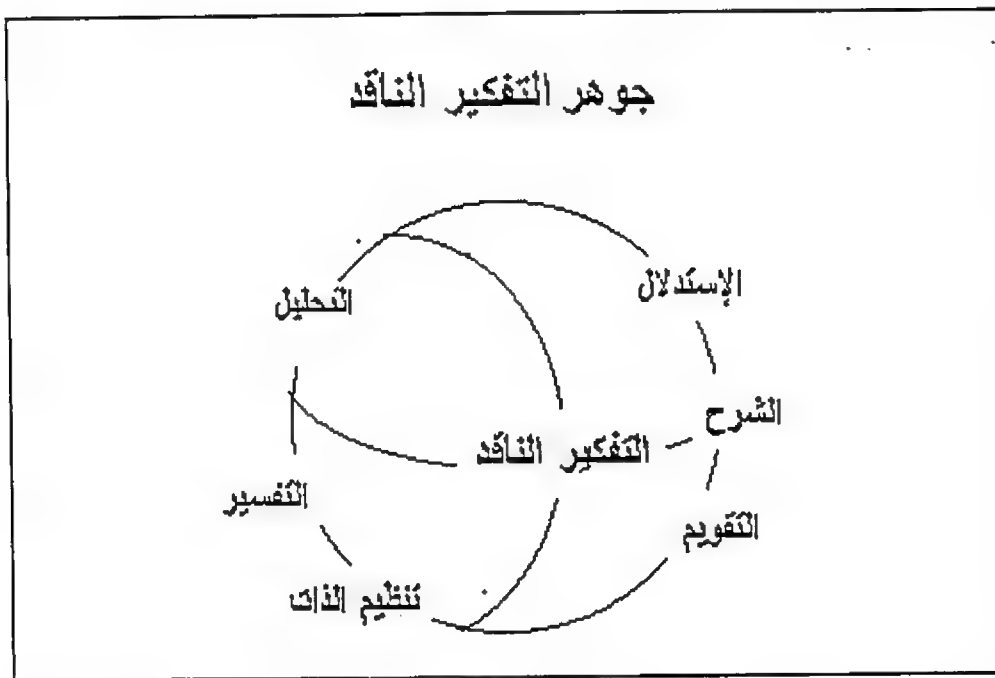 جوهر التفكير الناقد
الإستدلال
التحليل
الشرح
التفكير الناقد
التفسير
التقويم
تنظيم الذات